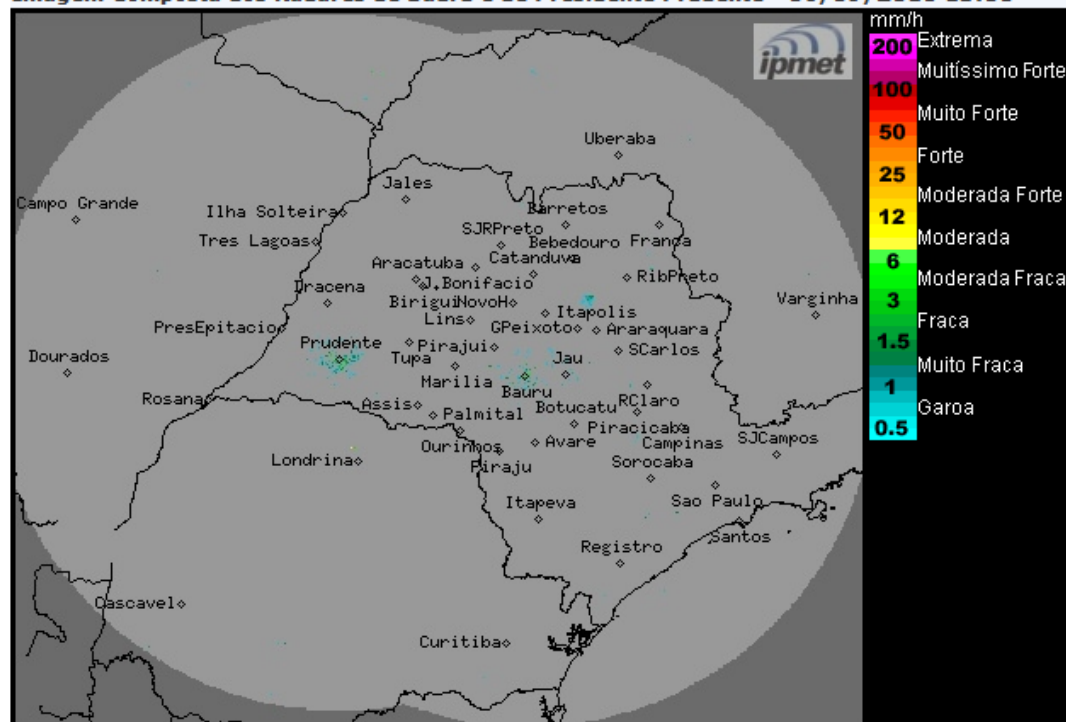 mm/h
200 Extrema
Muitíssimo Forte
100
Muito Forte
50
Forte
25
Moderada Forte
12
Moderada
6
Moderada Fraca
3
Fraca
1.5
Muito Fraca
1
Garoa
0.5
ipmet
Uberaba
Jales
Campo Grande
Ilha Solteira
Barretos
SJRPreto
Tres Lagoas
Bebedouro
Franca
Catanduva
Aracatuba
J.Bonifacio
RibPreto
Dracena
Birigui
NovoH
Itapolis
Varginha
Lins
GPeixoto
Araraquara
PresEpitacio
Prudente
Pirajui
SCarlos
Dourados
Tupa
Jau
Marilia
Bauru
Rosana
Assis
Palmital
Botucatu
RClaro
Piracicaba
Ourinhos
Avare
Campinas
SJCampos
Londrina
Piraju
Sorocaba
Itapeva
Sao Paulo
Santos
Registro
Cascavel
Curitiba